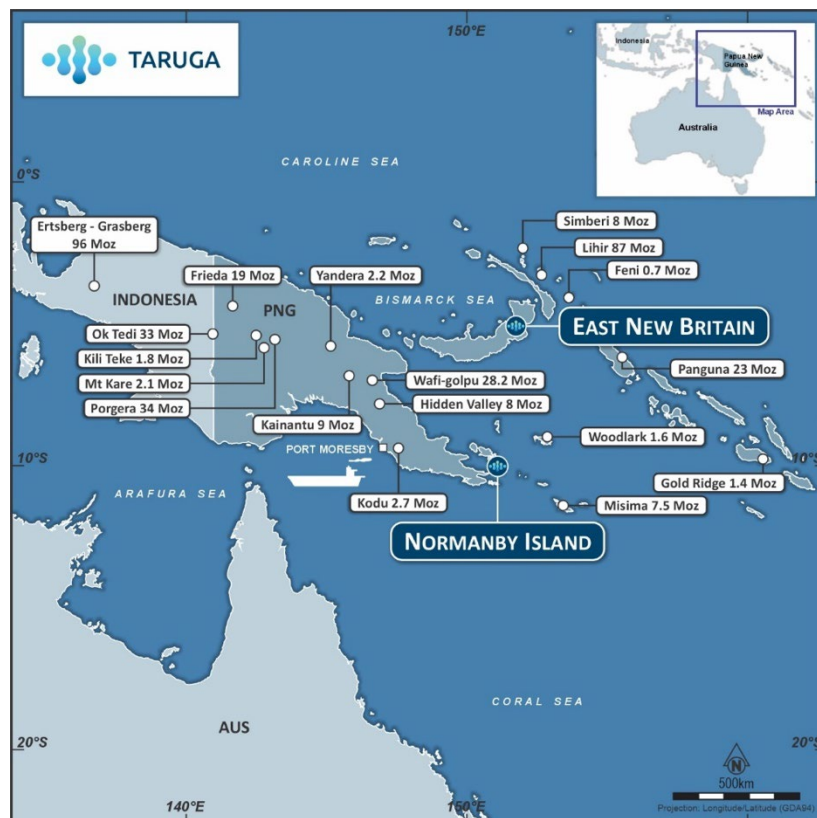 TARUGA
150°E
Indonesia
Papua New
Guinea
Map Area
Australia
CAROLINE SEA
0°S
Ertsberg - Grasberg
96 Moz
Simberi 8 Moz
Lihir 87 Moz
Feni 0.7 Moz
Frieda 19 Moz
Yandera 2.2 Moz
INDONESIA
PNG
BISMARCK SEA
EAST NEW BRITAIN
Ok Tedi 33 Moz
Kili Teke 1.8 Moz
Mt Kare 2.1 Moz
Porgera 34 Moz
Kainantu 9 Moz
Wafi-golpu 28.2 Moz
Hidden Valley 8 Moz
Panguna 23 Moz
Woodlark 1.6 Moz
PORT MORESBY
10°S
10°S
Gold Ridge 1.4 Moz
ARAFURA SEA
Kodu 2.7 Moz
Misima 7.5 Moz
NORMANBY ISLAND
CORAL SEA
AUS
20°S
20°S
N
500km
Projection: Longitude/Latitude (GDA94)
140°E
150°E